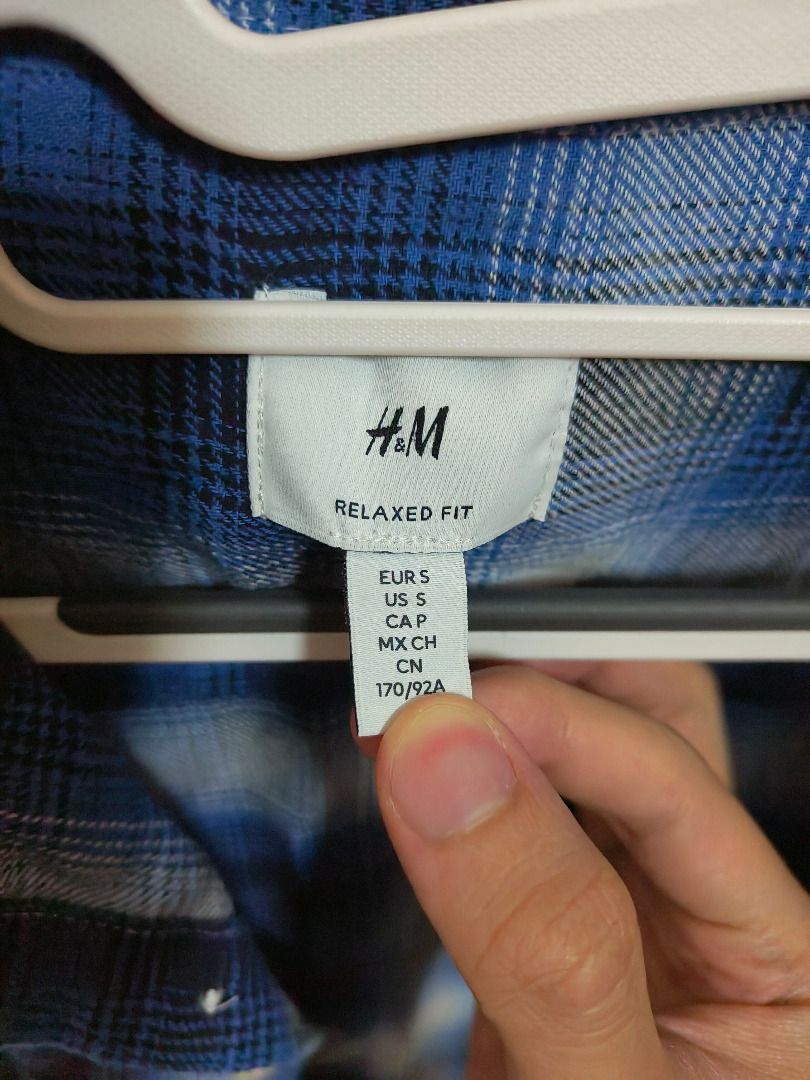 H&M
RELAXED FIT
EUR S
US S
CA P
MX CH
CN
170/92A